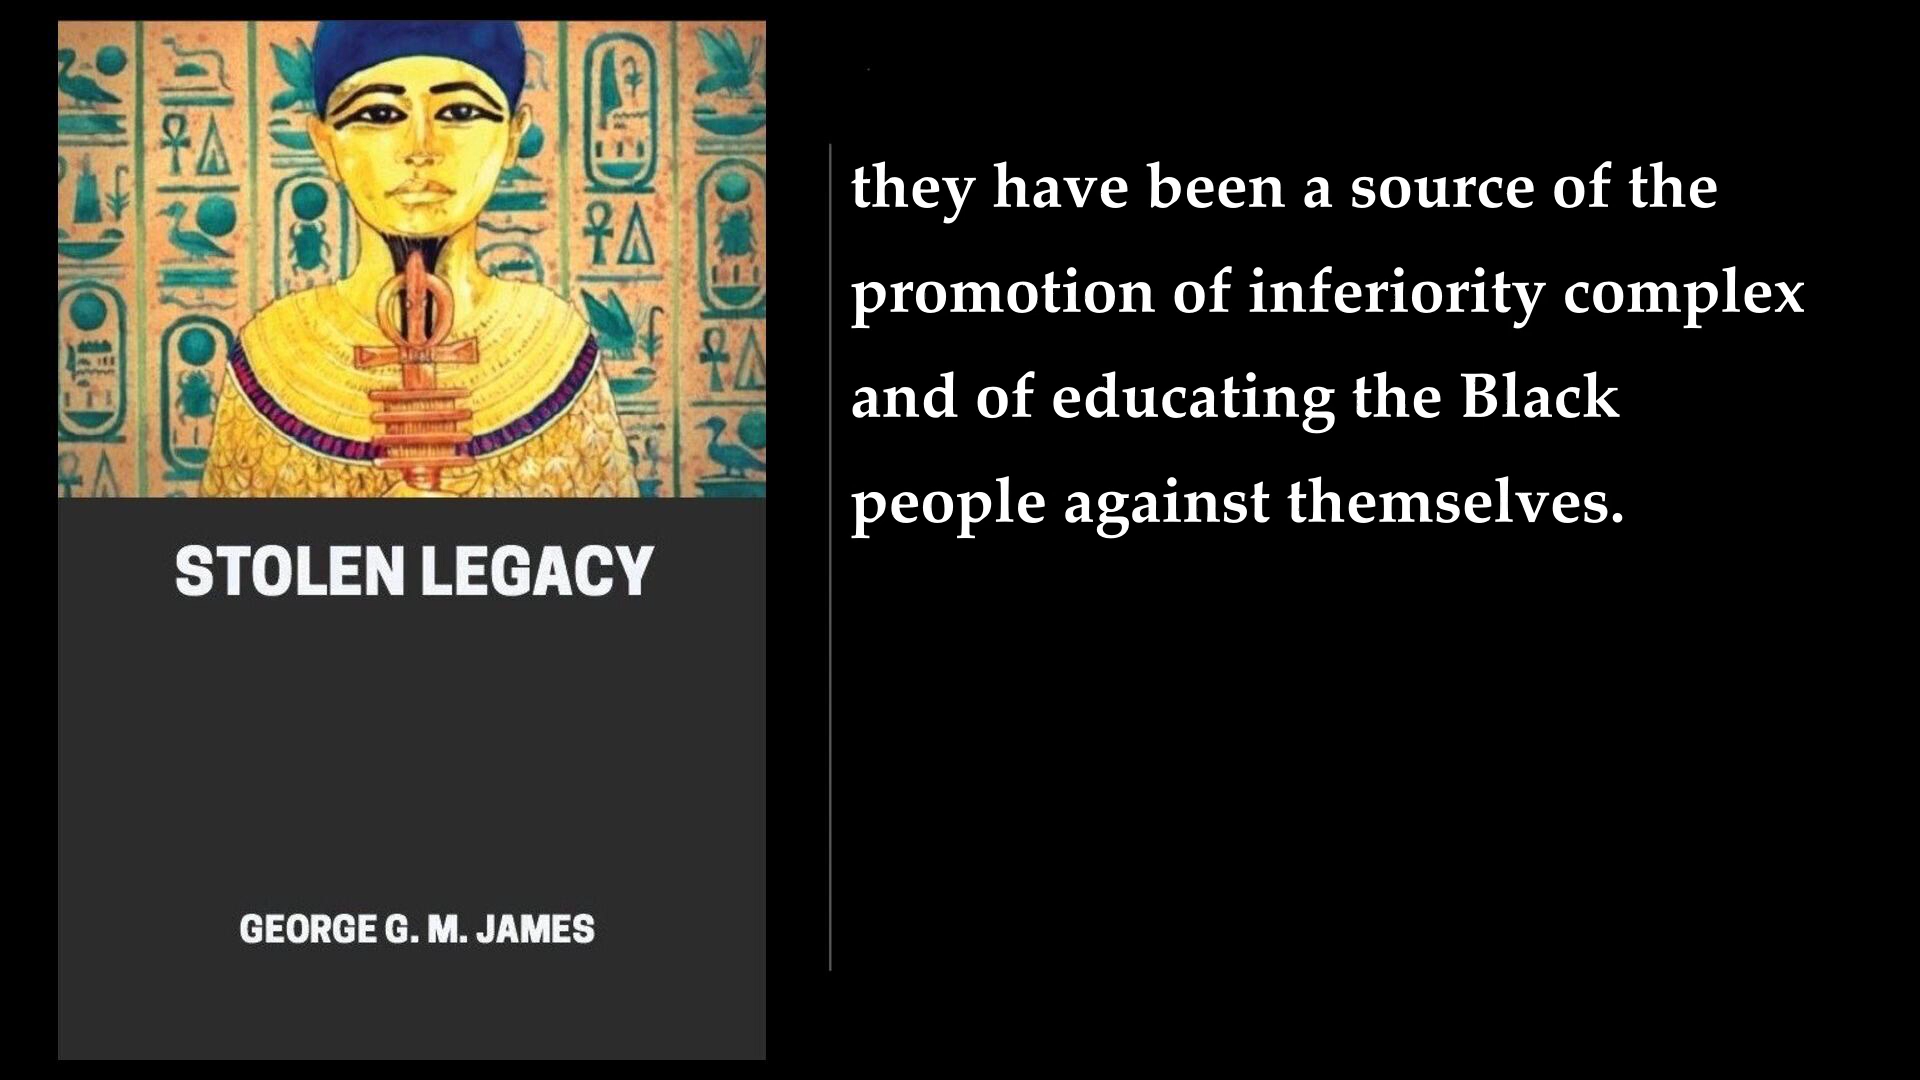 STOLEN LEGACY
GEORGE G. M. JAMES
they have been a source of the
promotion of inferiority complex
and of educating the Black
people against themselves.